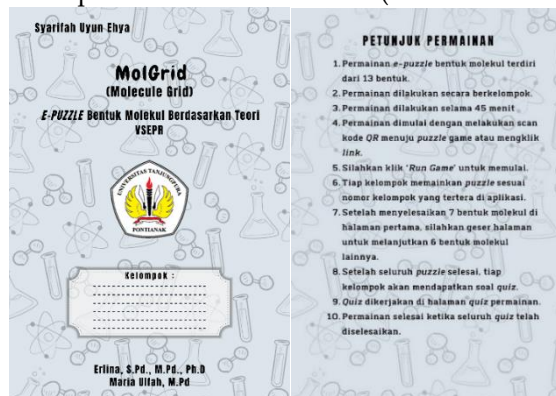 Syarifah Uyun Ehya
MolGrid
(Molecule Grid)
E-PUZZLE Bentuk Molekul Berdasarkan Teori
VSEPR
UNIVERSITAS TANJUNGPURA
PONTIANAK
Kelompok :
Erlina, S.Pd., M.Pd., Ph.D
Maria Ulfah, M.Pd
PETUNJUK PERMAINAN
1. Permainan e-puzzle bentuk molekul terdiri
dari 13 bentuk.
2. Permainan dilakukan secara berkelompok.
3. Permainan dilakukan selama 45 menit.
4. Permainan dimulai dengan melakukan scan
kode QR menuju puzzle game atau mengklik
link.
5. Silahkan klik 'Run Game' untuk memulai.
6. Tiap kelompok memainkan puzzle sesuai
nomor kelompok yang tertera di aplikasi.
7. Setelah menyelesaikan 7 bentuk molekul di
halaman pertama, silahkan geser halaman
untuk melanjutkan 6 bentuk molekul
lainnya.
8. Setelah seluruh puzzle selesai, tiap
kelompok akan mendapatkan soal quiz.
9. Quiz dikerjakan di halaman quiz permainan.
10. Permainan selesai ketika seluruh quiz telah
diselesaikan.